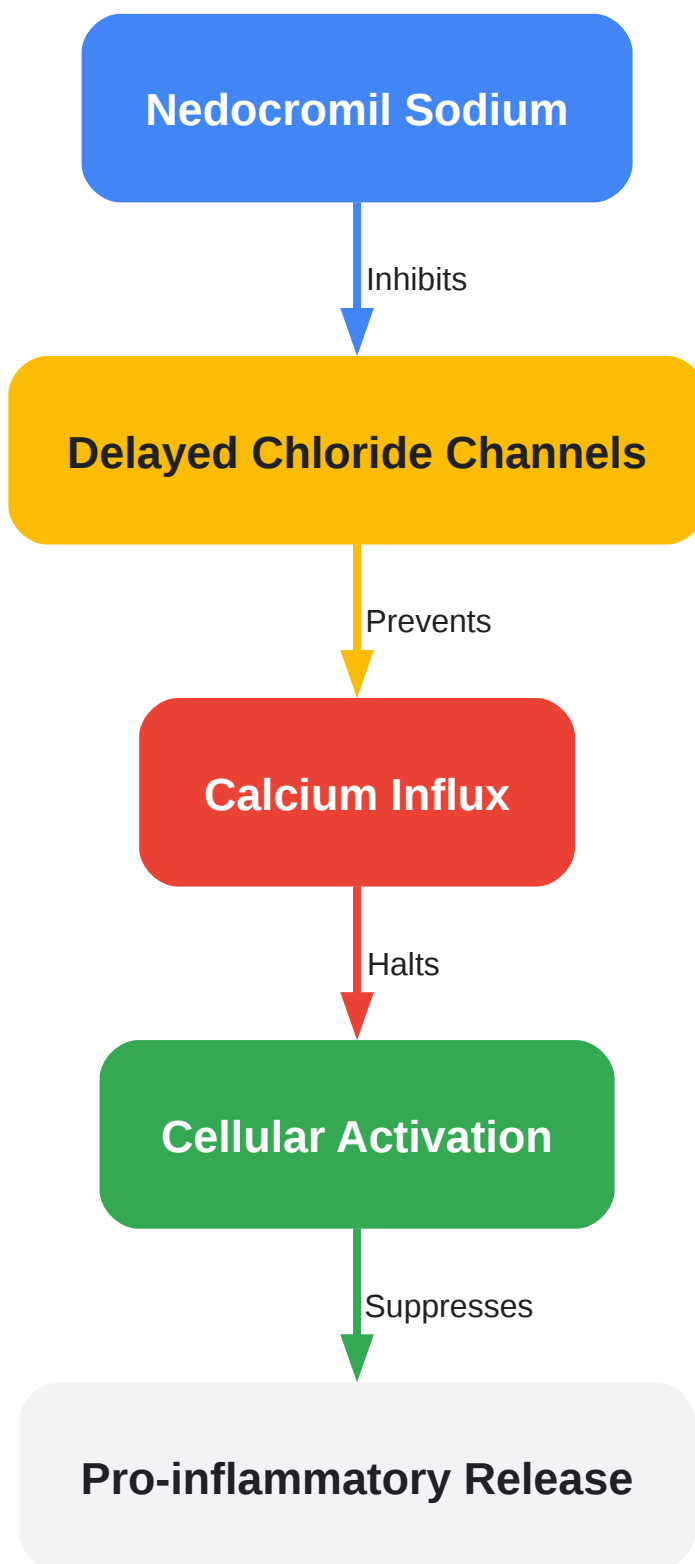 Nedocromil Sodium
Inhibits
Delayed Chloride Channels
Prevents
Calcium Influx
Halts
Cellular Activation
Suppresses
Pro-inflammatory Release